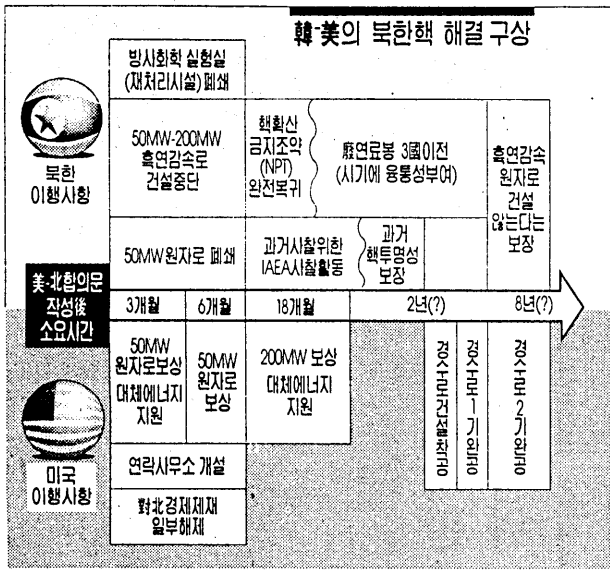 韓-美의 북한핵 해결 구상
방사화학 실험실
(재처리시설) 폐쇄
북한
이행사항
50MW-200MW
흑연감속로
건설중단
핵확산
금지조약
(NPT)
완전복귀
廢연료봉 3國이전
(시기에 융통성부여)
흑연감속
원자로
건설
않는다는
보장
50MW원자로 폐쇄
과거사찰위한
IAEA사찰활동
과거
핵투명성
보장
美-北합의문
작성後
소요시간
3개월
6개월
18개월
2년(?)
8년(?)
50MW
원자로보상
대체에너지
지원
50MW
원자로
보상
200MW 보상
대체에너지
지원
경수로건설착공
경수로1기완공
경수로2기완공
미국
이행사항
연락사무소 개설
對北경제제재
일부해제